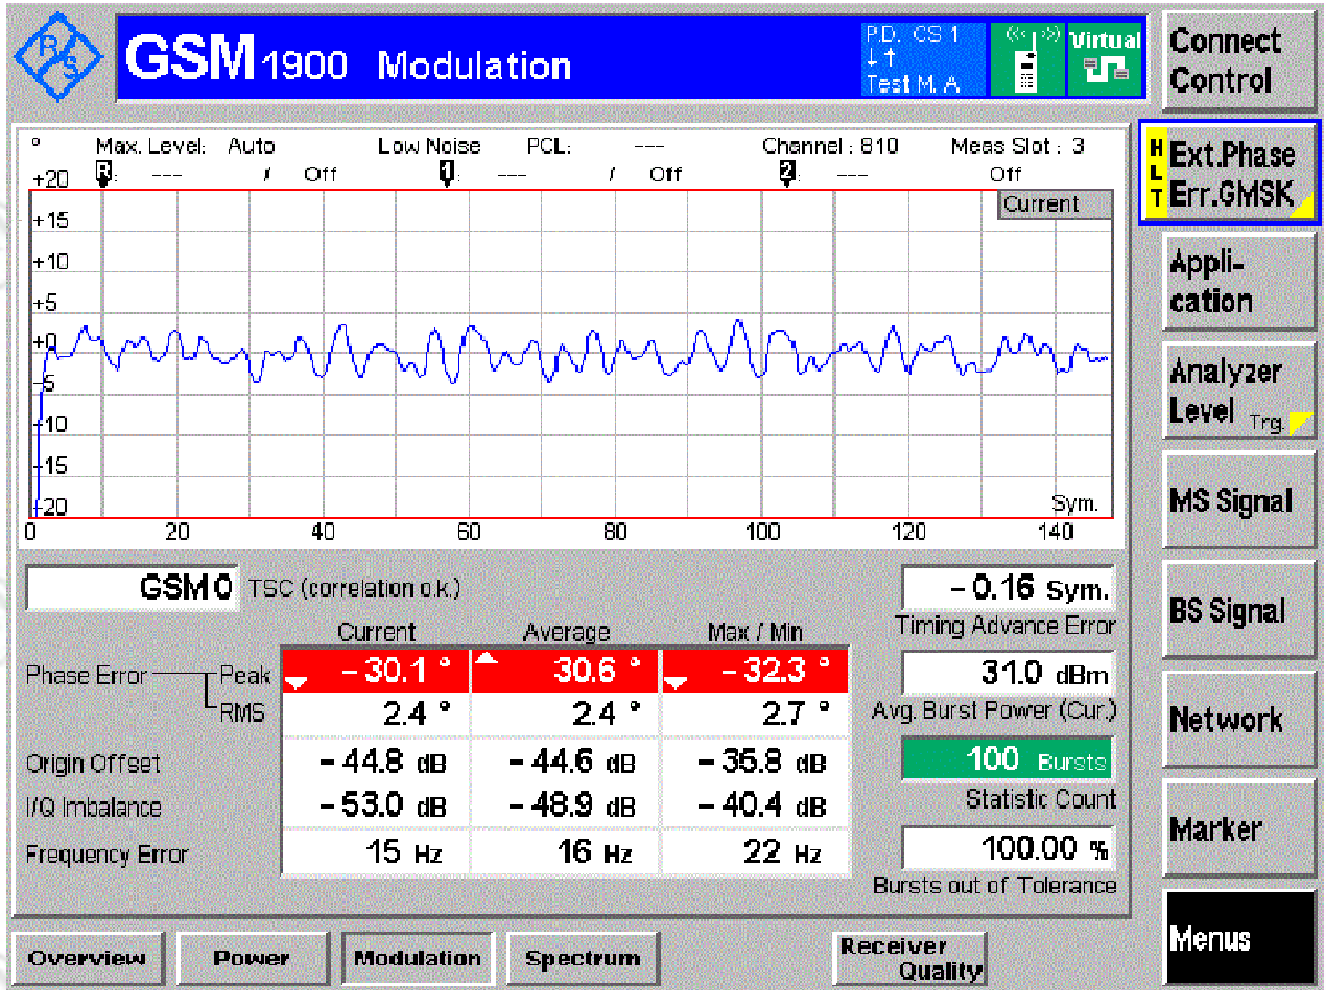 R S
GSM 1900 Modulation
P.D. CS 1
Test M. A.
Virtual
Connect Control
° Max. Level: Auto Low Noise PCL: --- Channel : 810 Meas Slot : 3
R : --- / Off 1 : --- / Off 2 : --- Off
Current
+20
+15
+10
+5
+0
-5
-10
-15
-20
Sym.
0 20 40 60 80 100 120 140
HLT
Ext.Phase Err.GMSK
Appli-
cation
Analyzer
Level Trg.
MS Signal
BS Signal
Network
Marker
Menus
GSM 0 TSC (correlation o.k.)
Current Average Max / Min
Phase Error Peak - 30.1 ° 30.6 ° - 32.3 °
RMS 2.4 ° 2.4 ° 2.7 °
Origin Offset - 44.8 dB - 44.6 dB - 35.8 dB
I/Q Imbalance - 53.0 dB - 48.9 dB - 40.4 dB
Frequency Error 15 Hz 16 Hz 22 Hz
- 0.16 Sym.
Timing Advance Error
31.0 dBm
Avg. Burst Power (Cur.)
100 Bursts
Statistic Count
100.00 %
Bursts out of Tolerance
Overview Power Modulation Spectrum Receiver
Quality